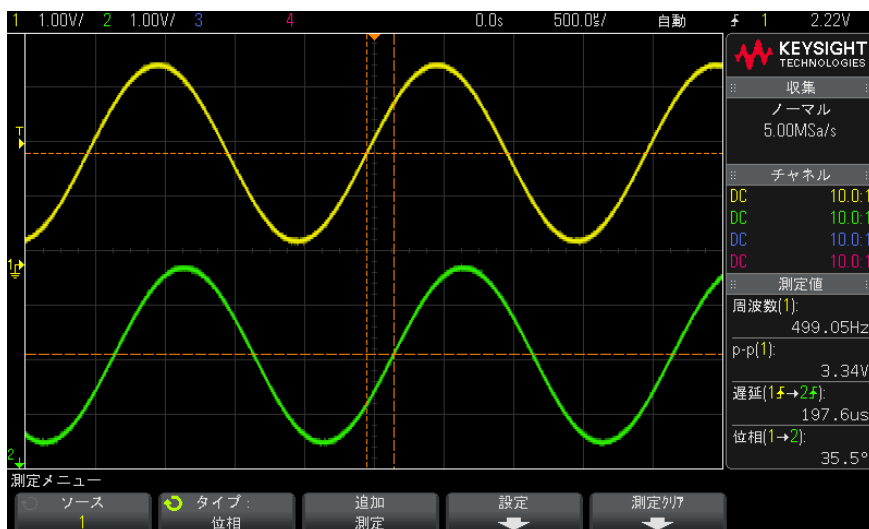 1 1.00V/ 2 1.00V/ 3 4 0.0s 500.0µs/ 自動 1 2.22V
KEYSIGHT
TECHNOLOGIES
収集
ノーマル
5.00MSa/s
チャネル
DC 10.0:1
DC 10.0:1
DC 10.0:1
DC 10.0:1
測定値
周波数(1):
499.05Hz
p-p(1):
3.34V
遅延(1→2):
197.6us
位相(1→2):
35.5°
T
1
2
測定メニュー
ソース
1
タイプ:
位相
追加
測定
設定
測定クリア